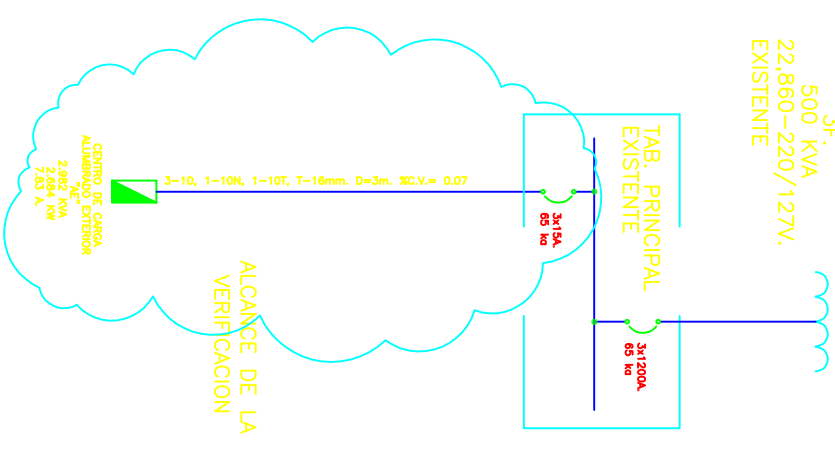 3F.
500 KVA
22,860-220/127V.
EXISTENTE
TAB. PRINCIPAL
EXISTENTE
3x1200A.
65 ka
3x15A.
65 ka
3-10, 1-10N, 1-10T, T-16mm, D=3m, %C.V.= 0.07
CENTRO DE CARGA
ALUMBRADO EXTERIOR
"AE"
2.982 KVA
2.684 KW
7.83 A.
ALCANCE DE LA
VERIFICACION